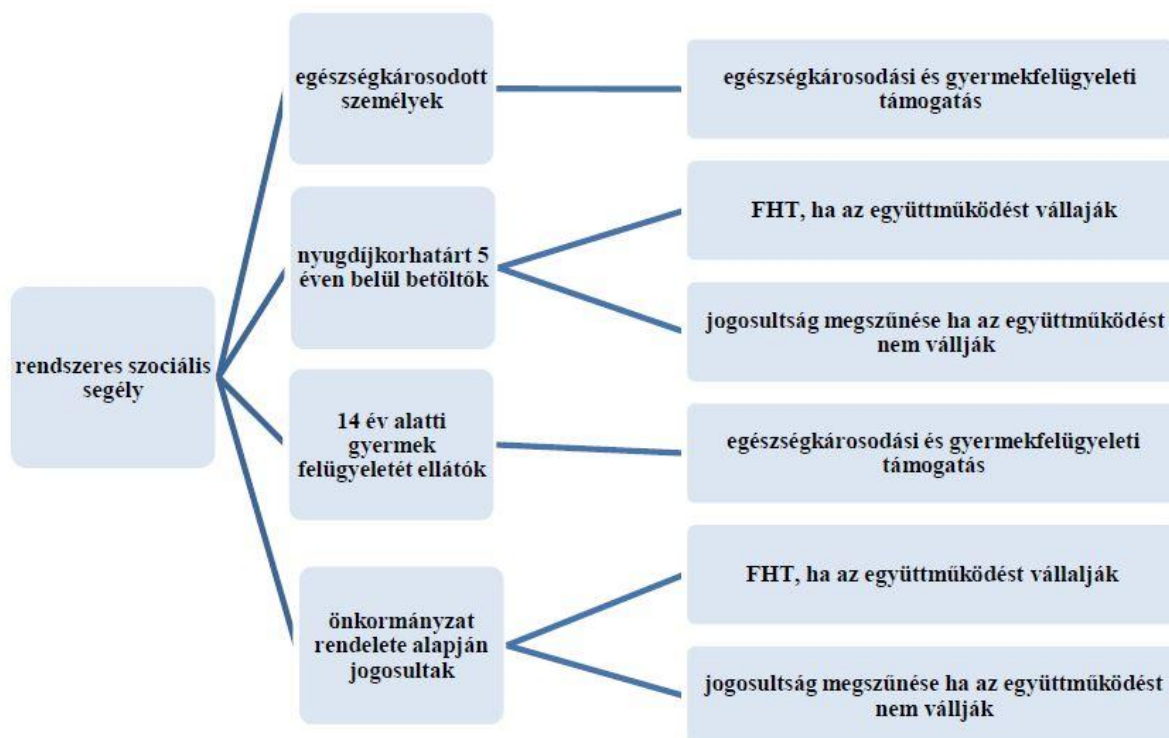 rendszeres szociális
segély
egészségkárosodott
személyek
egészségkárosodási és gyermekfelügyeleti
támogatás
nyugdíjkorhatárt 5
éven belül betöltők
FHT, ha az együttműködést vállaják
jogosultság megszűnése ha az együttműködést
nem vállják
14 év alatti
gyermek
felügyeletét ellátók
egészségkárosodási és gyermekfelügyeleti
támogatás
önkormányzat
rendelete alapján
jogosultak
FHT, ha az együttműködést vállalják
jogosultság megszűnése ha az együttműködést
nem vállják